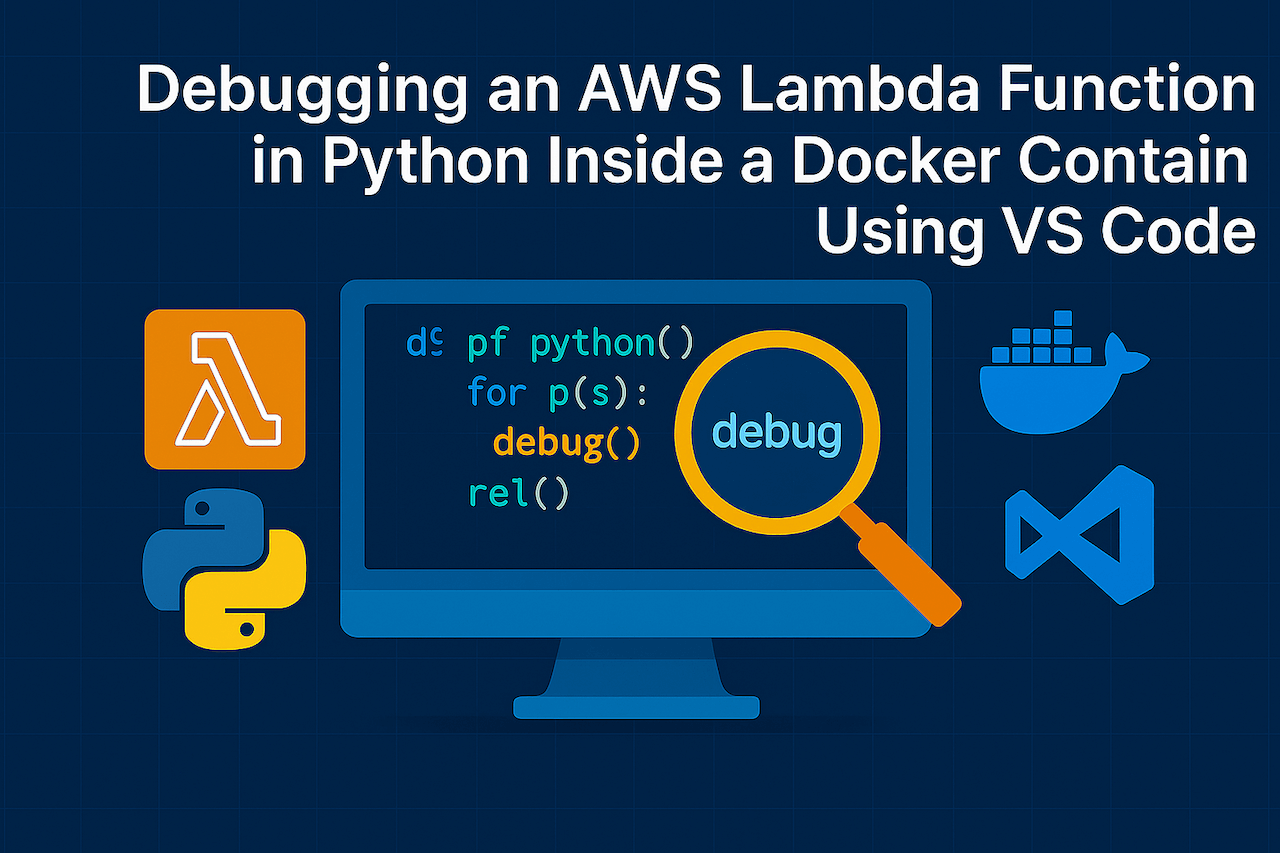 Debugging an AWS Lambda Function
in Python Inside a Docker Contain
Using VS Code
pf python()
for p(s):
debug()
rel()
debug